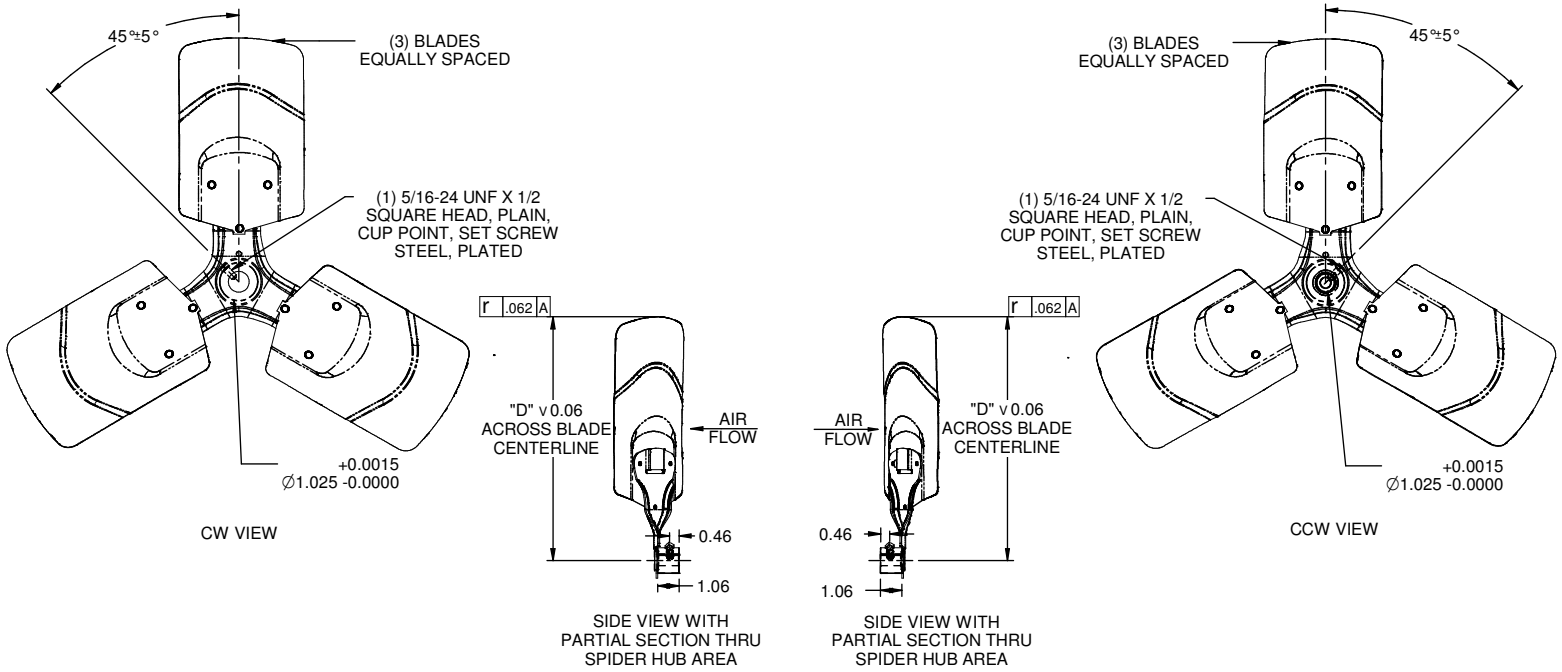 45°±5°
(3) BLADES
EQUALLY SPACED
(1) 5/16-24 UNF X 1/2
SQUARE HEAD, PLAIN,
CUP POINT, SET SCREW
STEEL, PLATED
+0.0015
∅1.025 -0.0000
CW VIEW
r .062 A
"D" v 0.06
ACROSS BLADE
CENTERLINE
AIR
FLOW
0.46
1.06
SIDE VIEW WITH
PARTIAL SECTION THRU
SPIDER HUB AREA
r .062 A
"D" v 0.06
ACROSS BLADE
CENTERLINE
AIR
FLOW
0.46
1.06
SIDE VIEW WITH
PARTIAL SECTION THRU
SPIDER HUB AREA
45°±5°
(3) BLADES
EQUALLY SPACED
(1) 5/16-24 UNF X 1/2
SQUARE HEAD, PLAIN,
CUP POINT, SET SCREW
STEEL, PLATED
+0.0015
∅1.025 -0.0000
CCW VIEW